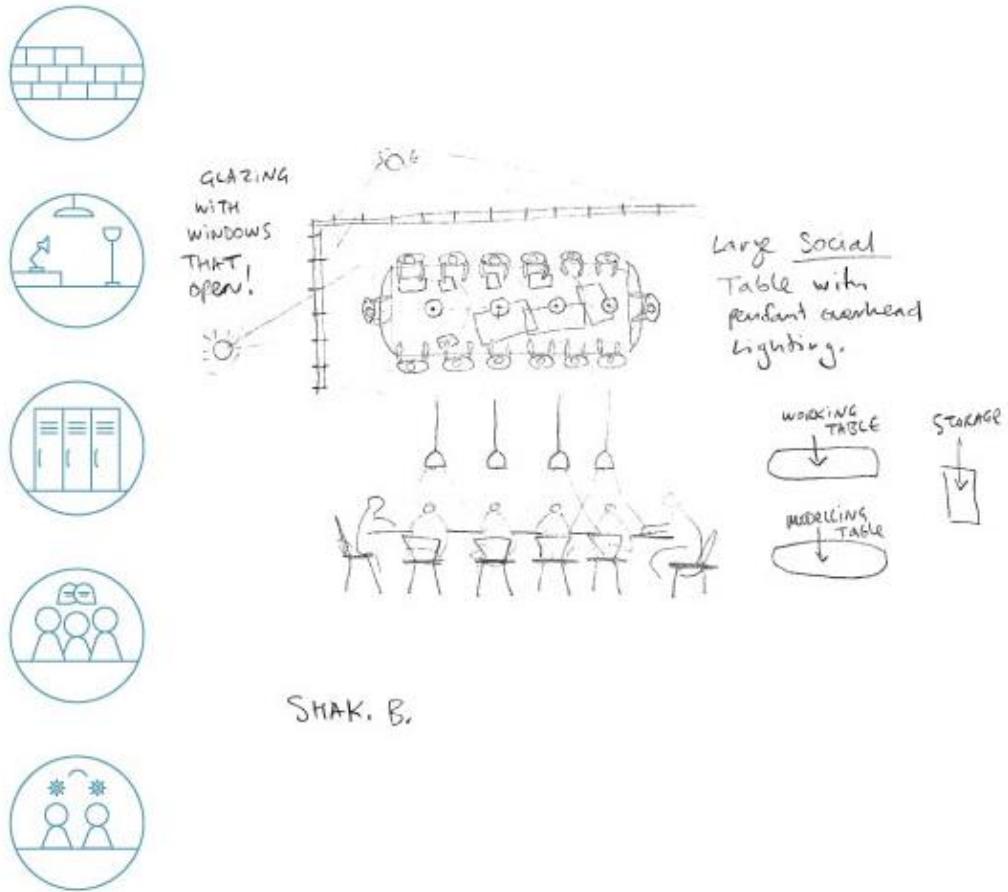 GLAZING
WITH
WINDOWS
THAT
open!
Large Social
Table with
pendant overhead
Lighting.
WORKING
TABLE
STORAGE
MODELLING
TABLE
SHAK. B.